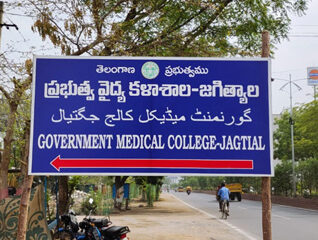 తెలంగాణ ప్రభుత్వము
ప్రభుత్వ వైద్య కళాశాల-జగిత్యాల
گورنمنٹ میڈیکل کالج جگتیال
GOVERNMENT MEDICAL COLLEGE-JAGTIAL